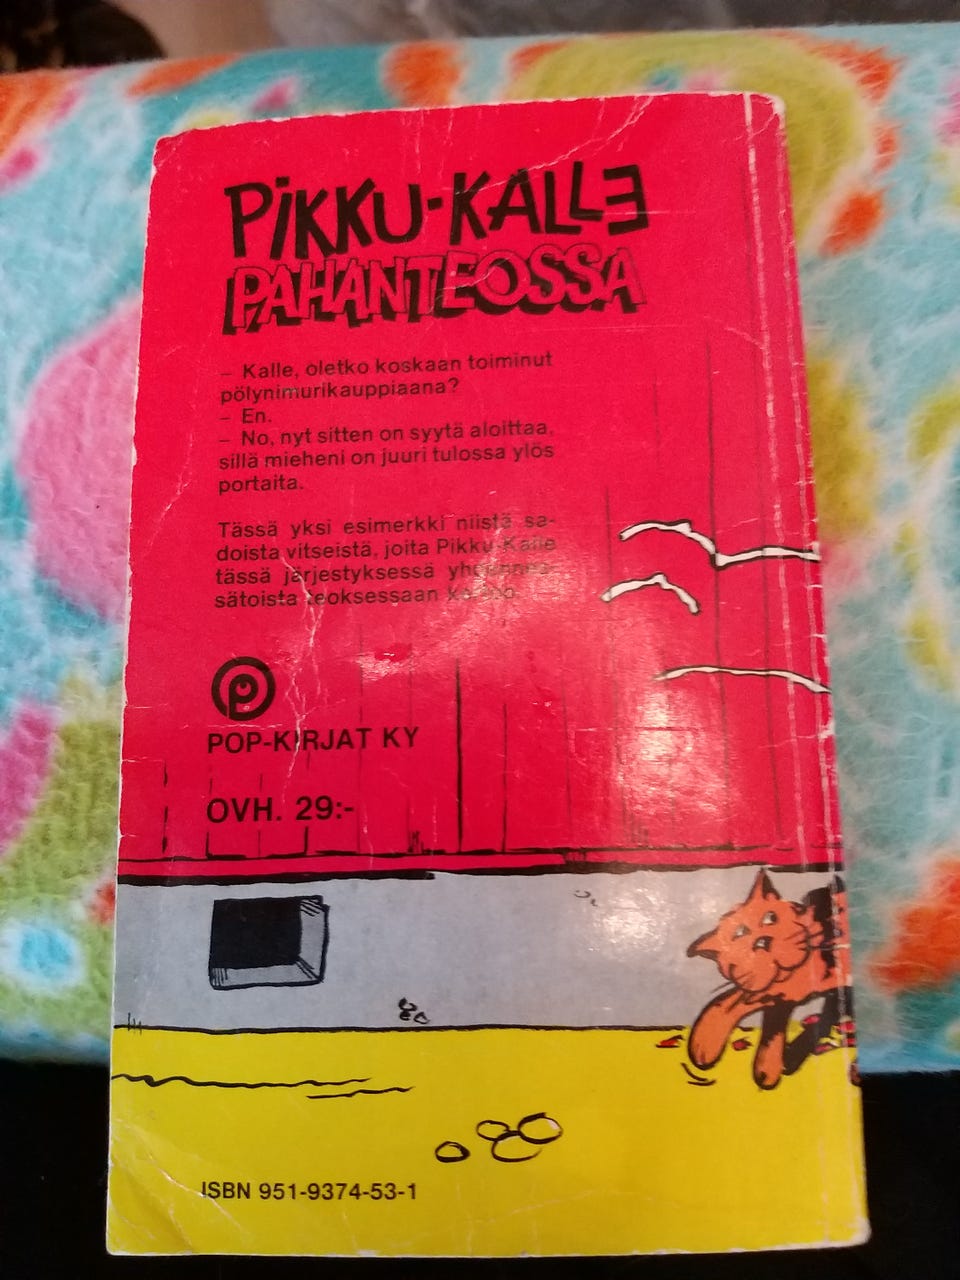 PIKKU-KALLE
PAHANTEOSSA
– Kalle, oletko koskaan toiminut
pölynimurikauppiaana?
– En.
– No, nyt sitten on syytä aloittaa,
sillä mieheni on juuri tulossa ylös
portaita.
Tässä yksi esimerkki niistä sa-
doista vitseistä, joita Pikku-Kalle
tässä järjestyksessä
sätoista teoksessaan
P
POP-KIRJAT KY
OVH. 29:-
ISBN 951-9374-53-1